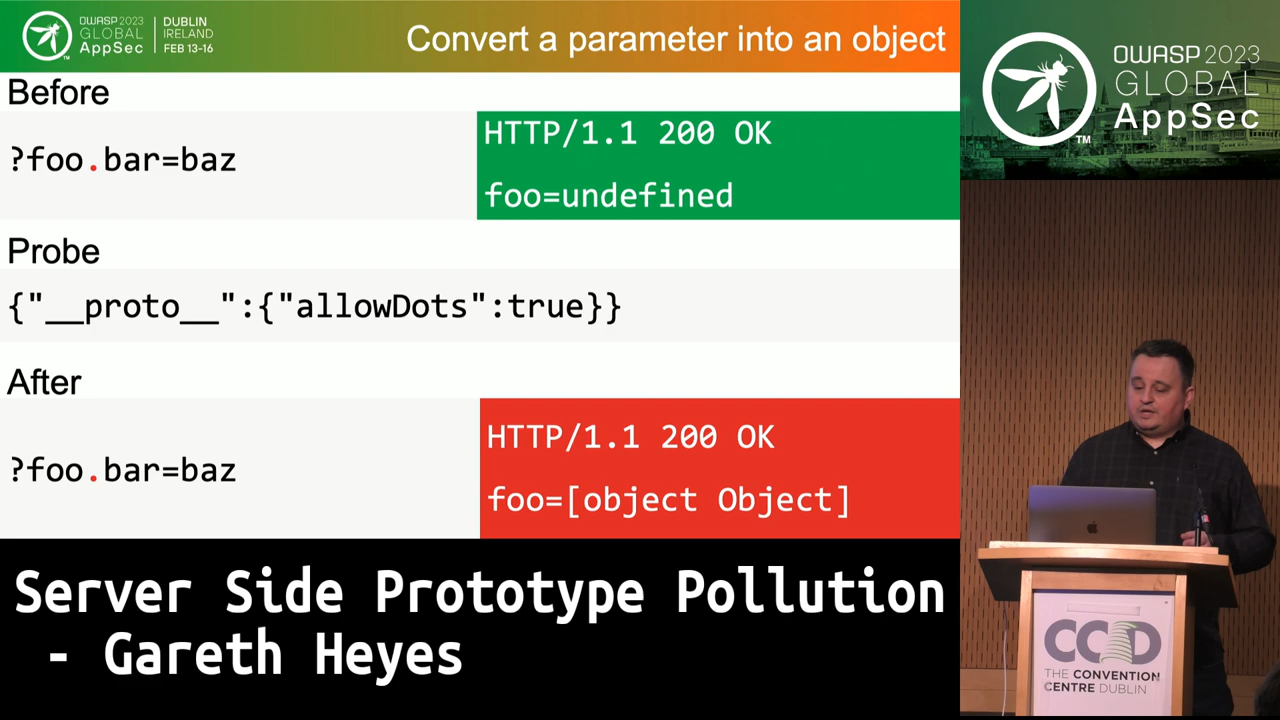 OWASP 2023
GLOBAL
AppSec
TM
DUBLIN
IRELAND
FEB 13-16
Convert a parameter into an object
Before
?foo.bar=baz
HTTP/1.1 200 OK
foo=undefined
Probe
{"__proto__":{"allowDots":true}}
After
?foo.bar=baz
HTTP/1.1 200 OK
foo=[object Object]
Server Side Prototype Pollution
- Gareth Heyes
OWASP 2023
GLOBAL
AppSec
TM
CCD
THE CONVENTION
CENTRE DUBLIN